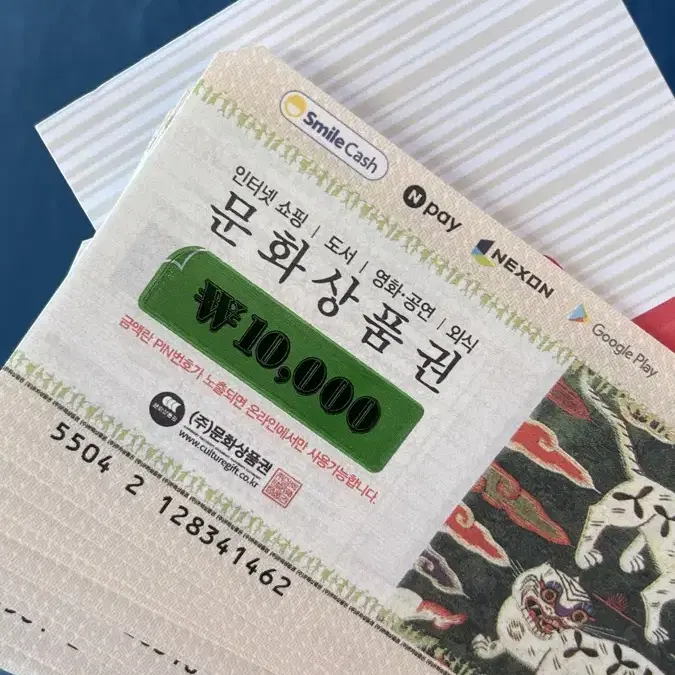 Smile Cash
N pay
NEXON
Google Play
인터넷 쇼핑 | 도서 | 영화·공연 | 외식
문화상품권
₩10,000
금액란 PIN번호가 노출되면 온라인에서만 사용가능합니다.
(주)문화상품권
www.culturegift.co.kr
5504 2 128341462